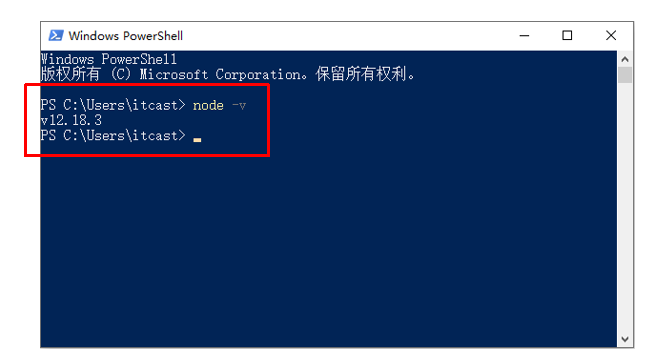 Windows PowerShell
Windows PowerShell
版权所有 (C) Microsoft Corporation。保留所有权利。
PS C:\Users\itcast> node -v
v12.18.3
PS C:\Users\itcast>